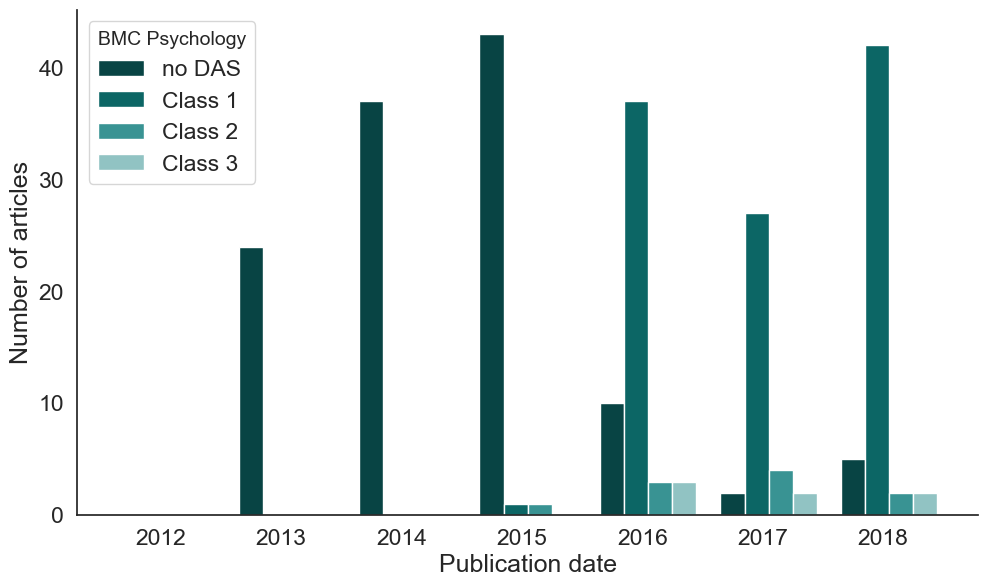 BMC Psychology
no DAS
Class 1
Class 2
Class 3
Number of articles
40
30
20
10
0
2012 2013 2014 2015 2016 2017 2018
Publication date